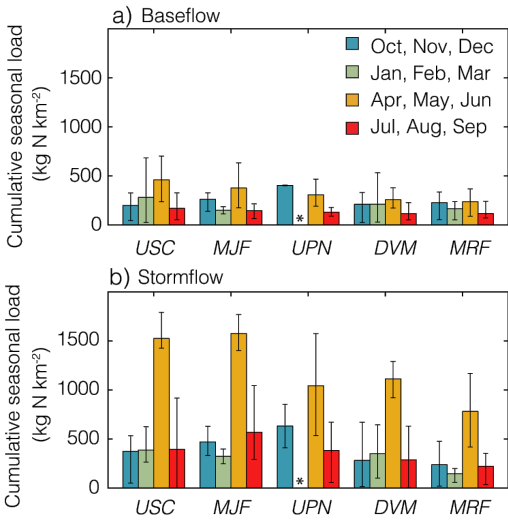 a) Baseflow
Cumulative seasonal load
(kg N km-2)
1500
1000
500
0
Oct, Nov, Dec
Jan, Feb, Mar
Apr, May, Jun
Jul, Aug, Sep
*
USC MJF UPN DVM MRF
b) Stormflow
Cumulative seasonal load
(kg N km-2)
1500
1000
500
0
*
USC MJF UPN DVM MRF